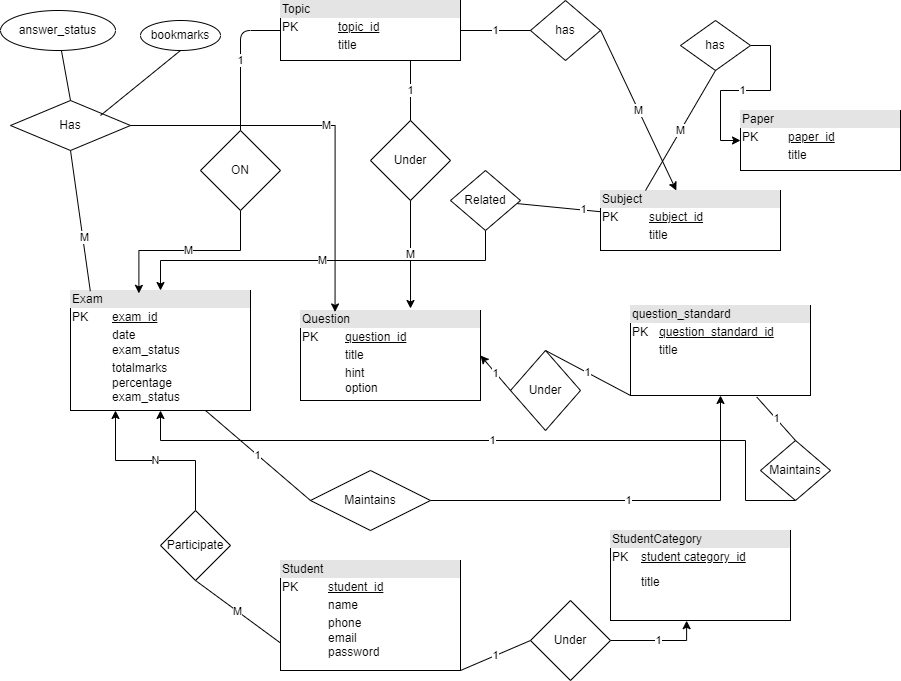 answer_status
bookmarks
Topic
PK topic_id
title
1
has
has
1
1
M
M
1
Paper
PK paper_id
title
Has
M
ON
Under
Related
1
Subject
PK subject_id
title
M
M
M
M
Exam
PK exam_id
date
exam_status
totalmarks
percentage
exam_status
Question
PK question_id
title
hint
option
question_standard
PK question_standard_id
title
1
Under
1
1
1
1
Maintains
N
Maintains
1
Participate
M
Student
PK student_id
name
phone
email
password
1
Under
1
StudentCategory
PK student category_id
title